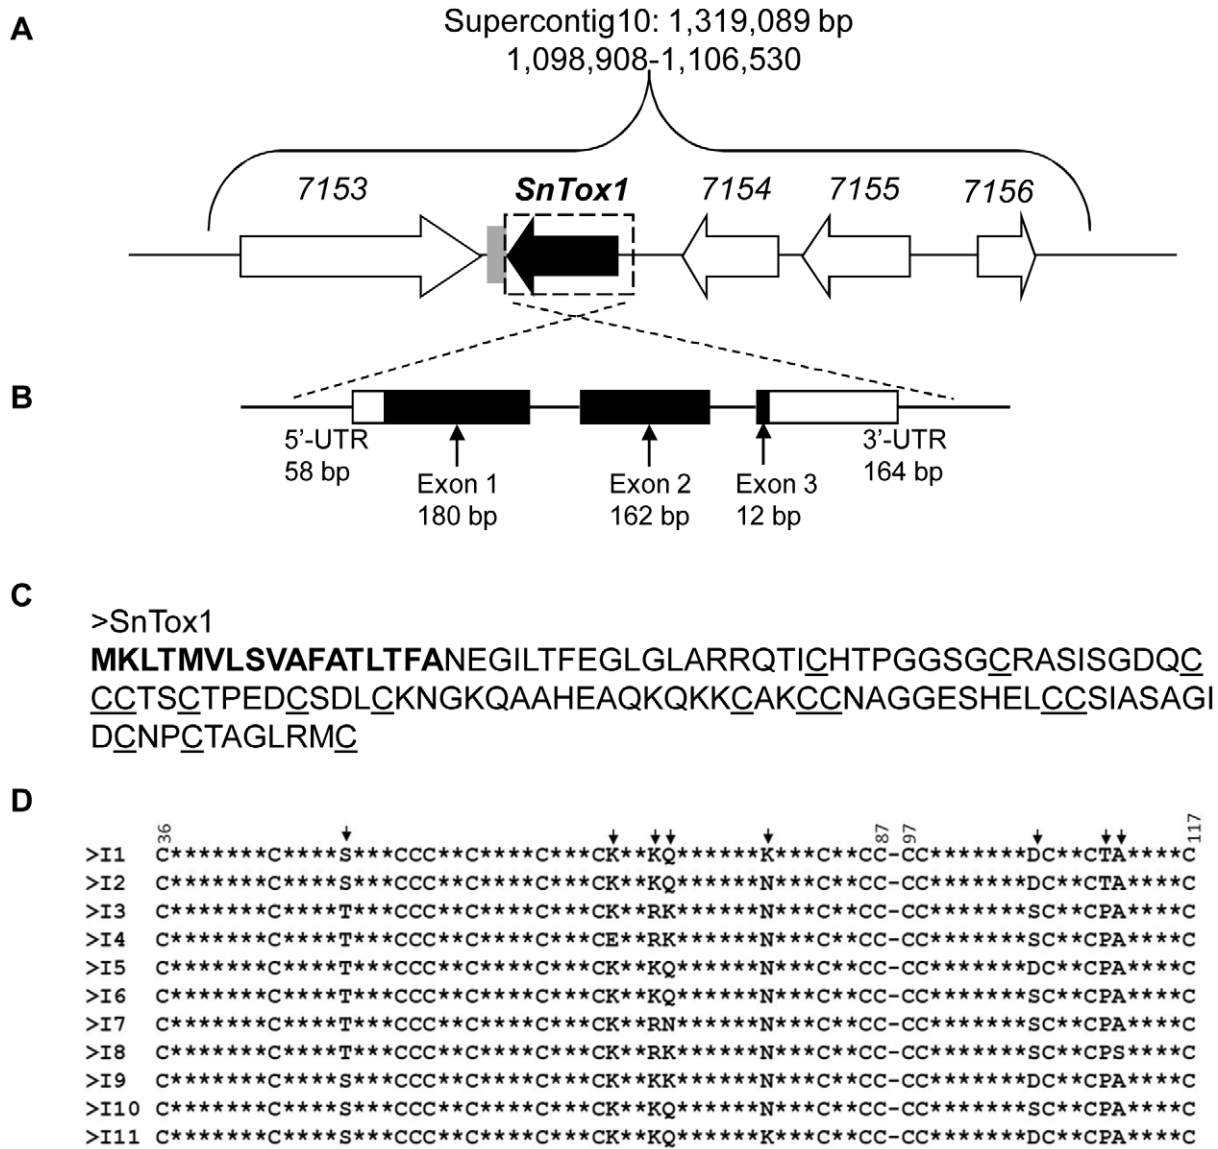 A
Supercontig10: 1,319,089 bp
1,098,908-1,106,530
7153 SnTox1 7154 7155 7156
B
5’-UTR
58 bp
Exon 1
180 bp
Exon 2
162 bp
Exon 3
12 bp
3’-UTR
164 bp
C
>SnTox1
MKLTMVLSVAFATLTFANEGILTFEGLGLARRQTICHTPGGSGCRASISGDQC
CCTSCTPEDCSDLCKNGKQAAHEAQKQKKCAKCCNAGGESHELCCSIASAGI
DCNPCTAGLRMC
D
36 87 97 117
>I1 C*******C****S***CCC**C*****C***CK**KQ******K***C**CC-CC*******DC**CTA****C
>I2 C*******C****S***CCC**C*****C***CK**KQ******N***C**CC-CC*******DC**CTA****C
>I3 C*******C****T***CCC**C*****C***CK**RK******N***C**CC-CC*******SC**CPA****C
>I4 C*******C****T***CCC**C*****C***CE**RK******N***C**CC-CC*******SC**CPA****C
>I5 C*******C****T***CCC**C*****C***CK**KQ******N***C**CC-CC*******DC**CPA****C
>I6 C*******C****T***CCC**C*****C***CK**KQ******N***C**CC-CC*******SC**CPA****C
>I7 C*******C****T***CCC**C*****C***CK**RN******N***C**CC-CC*******SC**CPA****C
>I8 C*******C****T***CCC**C*****C***CK**RK******N***C**CC-CC*******SC**CPS****C
>I9 C*******C****S***CCC**C*****C***CK**KK******N***C**CC-CC*******DC**CPA****C
>I10 C*******C****S***CCC**C*****C***CK**KQ******N***C**CC-CC*******DC**CPA****C
>I11 C*******C****S***CCC**C*****C***CK**KQ******K***C**CC-CC*******DC**CPA****C